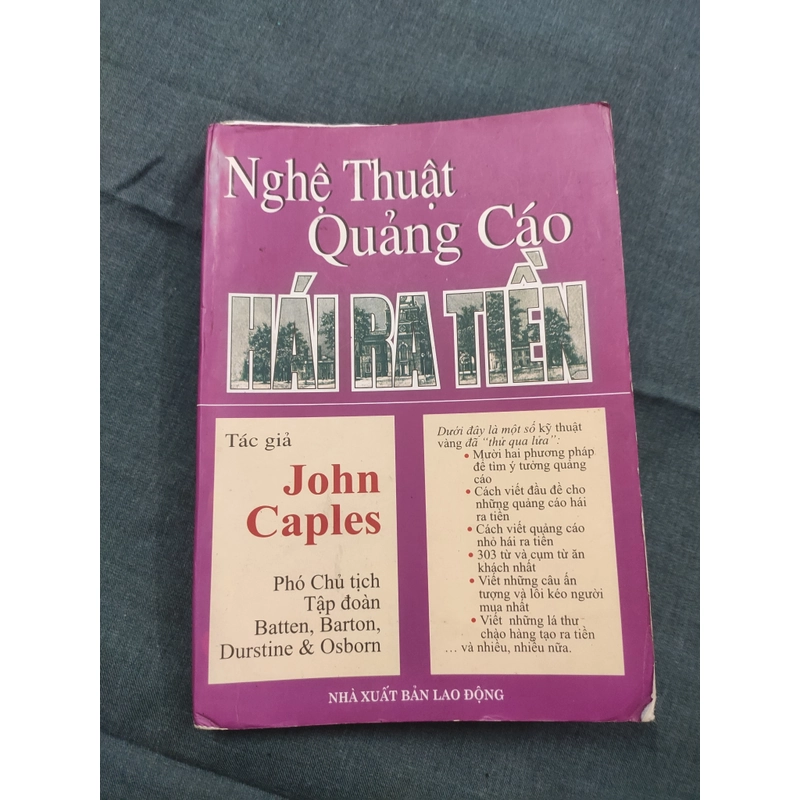 Nghệ Thuật
Quảng Cáo
HÁI RA TIỀN
Tác giả
John
Caples
Phó Chủ tịch
Tập đoàn
Batten, Barton,
Durstine & Osborn
Dưới đây là một số kỹ thuật
vàng đã "thử qua lửa":
• Mười hai phương pháp
để tìm ý tưởng quảng
cáo
• Cách viết đầu đề cho
những quảng cáo hái
ra tiền
• Cách viết quảng cáo
nhỏ hái ra tiền
• 303 từ và cụm từ ăn
khách nhất
• Viết những câu ấn
tượng và lôi kéo người
mua nhất
• Viết những lá thư
chào hàng tạo ra tiền
... và nhiều, nhiều nữa.
NHÀ XUẤT BẢN LAO ĐỘNG